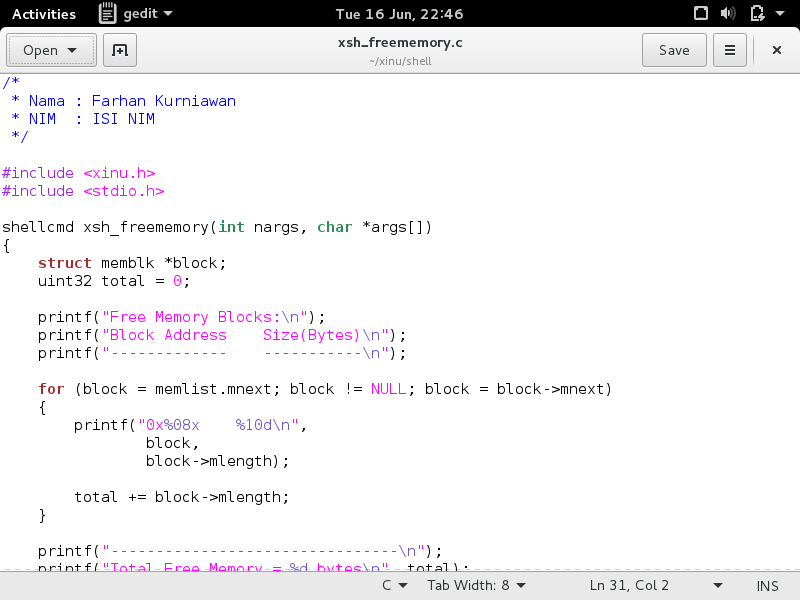 Activities gedit Tue 16 Jun, 22:46
Open xsh_freememory.c Save
~/xinu/shell
/*
 * Nama : Farhan Kurniawan
 * NIM  : ISI NIM
 */

#include <xinu.h>
#include <stdio.h>

shellcmd xsh_freememory(int nargs, char *args[])
{
    struct memblk *block;
    uint32 total = 0;

    printf("Free Memory Blocks:\n");
    printf("Block Address    Size(Bytes)\n");
    printf("-------------    -----------\n");

    for (block = memlist.mnext; block != NULL; block = block->mnext)
    {
        printf("0x%08x    %10d\n",
                block,
                block->mlength);

        total += block->mlength;
    }

    printf("--------------------------------\n");
    printf("Total Free Memory = %d bytes\n", total);
C Tab Width: 8 Ln 31, Col 2 INS